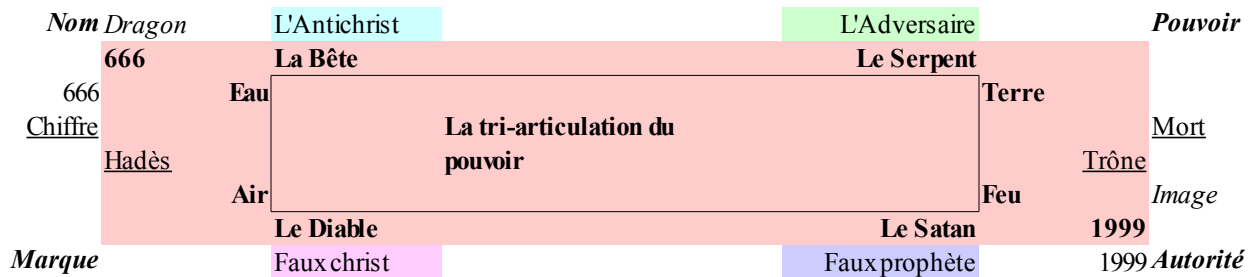 Nom Dragon L'Antichrist L'Adversaire Pouvoir
666 La Bête Le Serpent
666 Eau Terre
Chiffre La tri-articulation du Mort
Hadès pouvoir Trône
Air Feu Image
Le Diable Le Satan 1999
Marque Faux christ Faux prophète 1999 Autorité